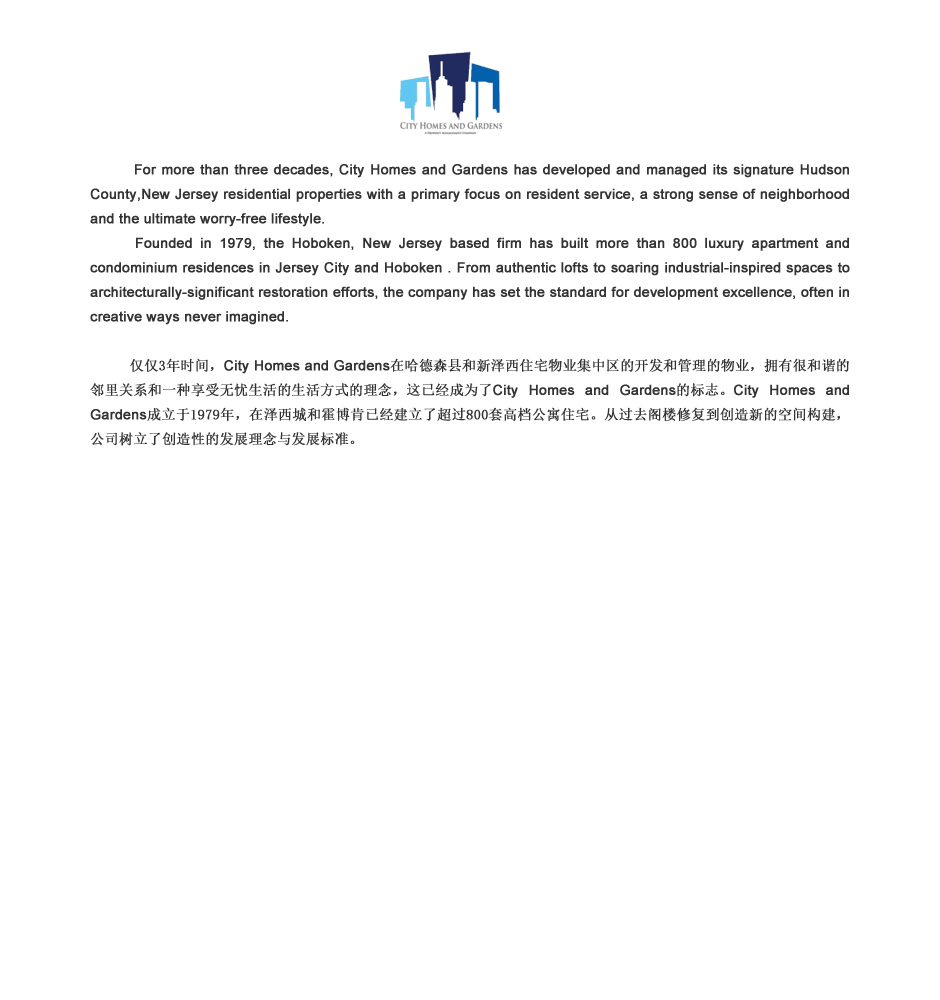 CITY HOMES AND GARDENS
For more than three decades, City Homes and Gardens has developed and managed its signature Hudson
County,New Jersey residential properties with a primary focus on resident service, a strong sense of neighborhood
and the ultimate worry-free lifestyle.
Founded in 1979, the Hoboken, New Jersey based firm has built more than 800 luxury apartment and
condominium residences in Jersey City and Hoboken . From authentic lofts to soaring industrial-inspired spaces to
architecturally-significant restoration efforts, the company has set the standard for development excellence, often in
creative ways never imagined.
仅仅3年时间，City Homes and Gardens在哈德森县和新泽西住宅物业集中区的开发和管理的物业，拥有很和谐的
邻里关系和一种享受无忧生活的生活方式的理念，这已经成为了City Homes and Gardens的标志。City Homes and
Gardens成立于1979年，在泽西城和霍博肯已经建立了超过800套高档公寓住宅。从过去阁楼修复到创造新的空间构建，
公司树立了创造性的发展理念与发展标准。